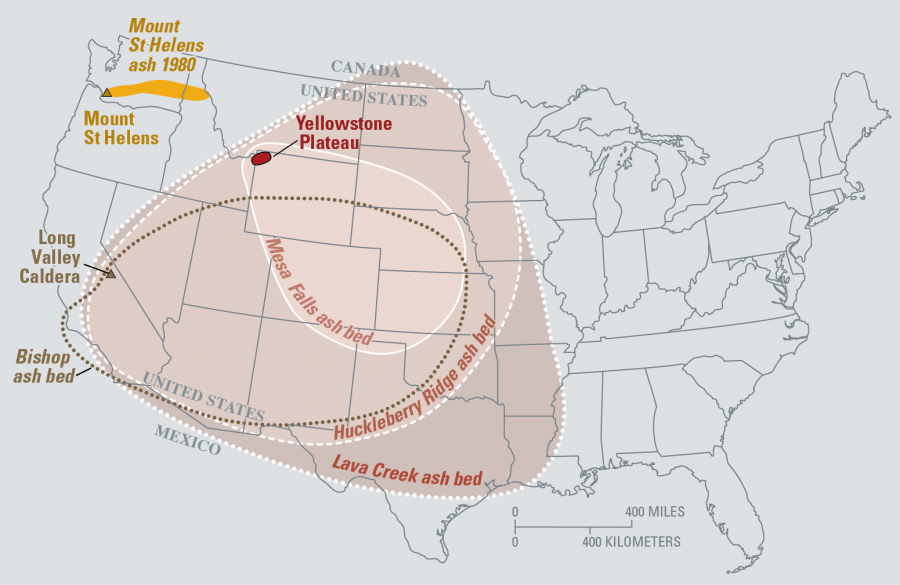 Mount
St Helens
ash 1980
CANADA
UNITED STATES
Mount
St Helens
Yellowstone
Plateau
Long
Valley
Caldera
Mesa Falls ash bed
Bishop
ash bed
Huckleberry Ridge ash bed
UNITED STATES
MEXICO
Lava Creek ash bed
0 400 MILES
0 400 KILOMETERS